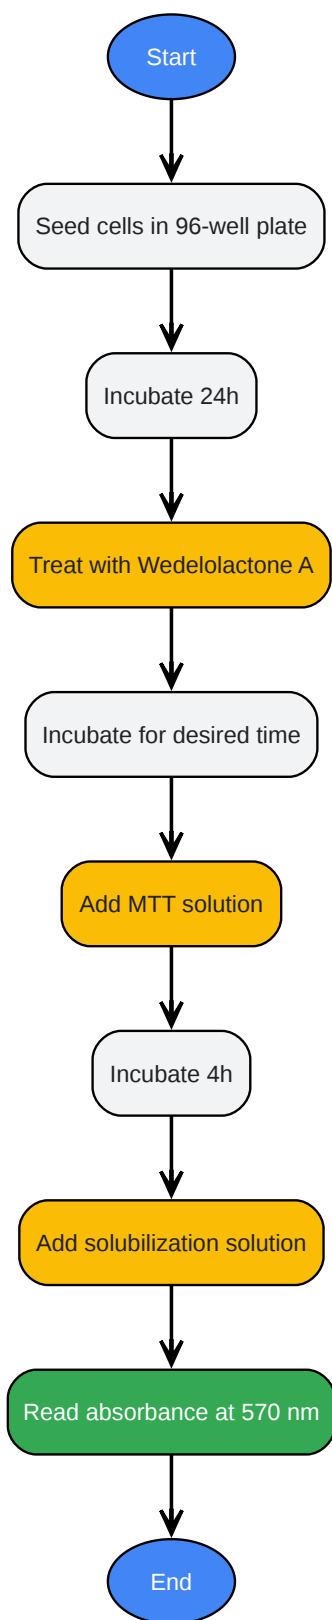 Start
Seed cells in 96-well plate
Incubate 24h
Treat with Wedelolactone A
Incubate for desired time
Add MTT solution
Incubate 4h
Add solubilization solution
Read absorbance at 570 nm
End